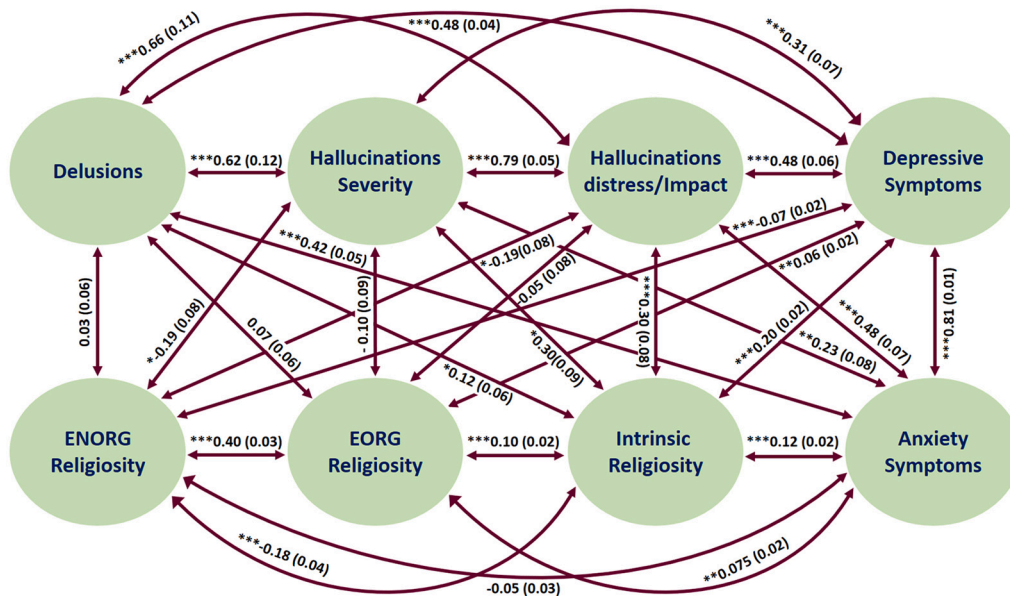 ***0.66 (0.11)
***0.48 (0.04)
***0.31 (0.07)
Delusions
***0.62 (0.12)
Hallucinations
Severity
***0.79 (0.05)
Hallucinations
distress/Impact
***0.48 (0.06)
Depressive
Symptoms
***0.42 (0.05)
***-0.07 (0.02)
*-0.19(0.08)
**0.06 (0.02)
0.03 (0.06)
*-0.19 (0.08)
0.07 (0.06)
- 0.10 (0.09)
-0.05 (0.08)
*0.12 (0.06)
*0.30(0.09)
***0.30 (0.08)
***0.20 (0.02)
**0.23 (0.08)
***0.48 (0.07)
***0.81 (0.01)
ENORG
Religiosity
***0.40 (0.03)
EORG
Religiosity
***0.10 (0.02)
Intrinsic
Religiosity
***0.12 (0.02)
Anxiety
Symptoms
***-0.18 (0.04)
-0.05 (0.03)
**0.075 (0.02)